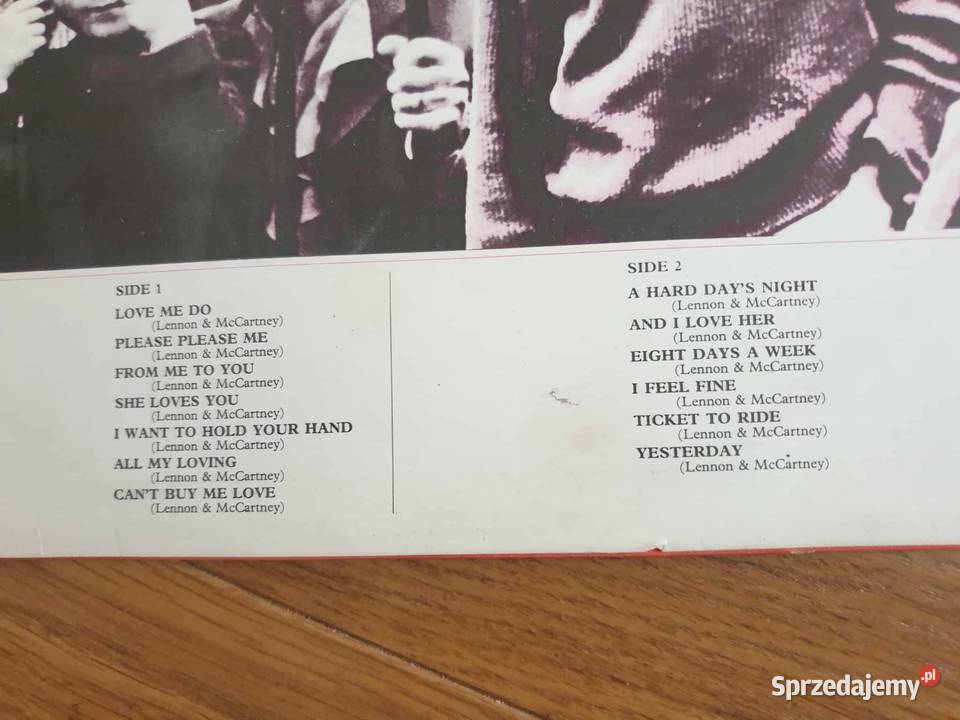 SIDE 1
LOVE ME DO
(Lennon & McCartney)
PLEASE PLEASE ME
(Lennon & McCartney)
FROM ME TO YOU
(Lennon & McCartney)
SHE LOVES YOU
(Lennon & McCartney)
I WANT TO HOLD YOUR HAND
(Lennon & McCartney)
ALL MY LOVING
(Lennon & McCartney)
CAN'T BUY ME LOVE
(Lennon & McCartney)
SIDE 2
A HARD DAY'S NIGHT
(Lennon & McCartney)
AND I LOVE HER
(Lennon & McCartney)
EIGHT DAYS A WEEK
(Lennon & McCartney)
I FEEL FINE
(Lennon & McCartney)
TICKET TO RIDE
(Lennon & McCartney)
YESTERDAY
(Lennon & McCartney)
Sprzedajemy.pl